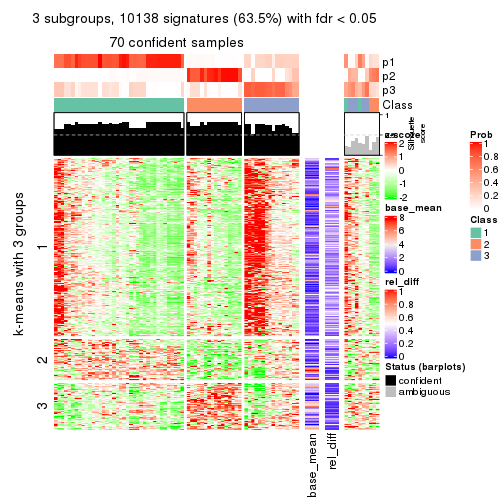 3 subgroups, 10138 signatures (63.5%) with fdr < 0.05
70 confident samples
p1
p2
p3
Class
1
0
Silhouette
score
k-means with 3 groups
1
2
3
base_mean
rel_diff
z-score
2
1
0
-1
-2
base_mean
8
6
4
2
0
rel_diff
1
0.8
0.6
0.4
0.2
0
Status (barplots)
confident
ambiguous
Prob
1
0.8
0.6
0.4
0.2
0
Class
1
2
3